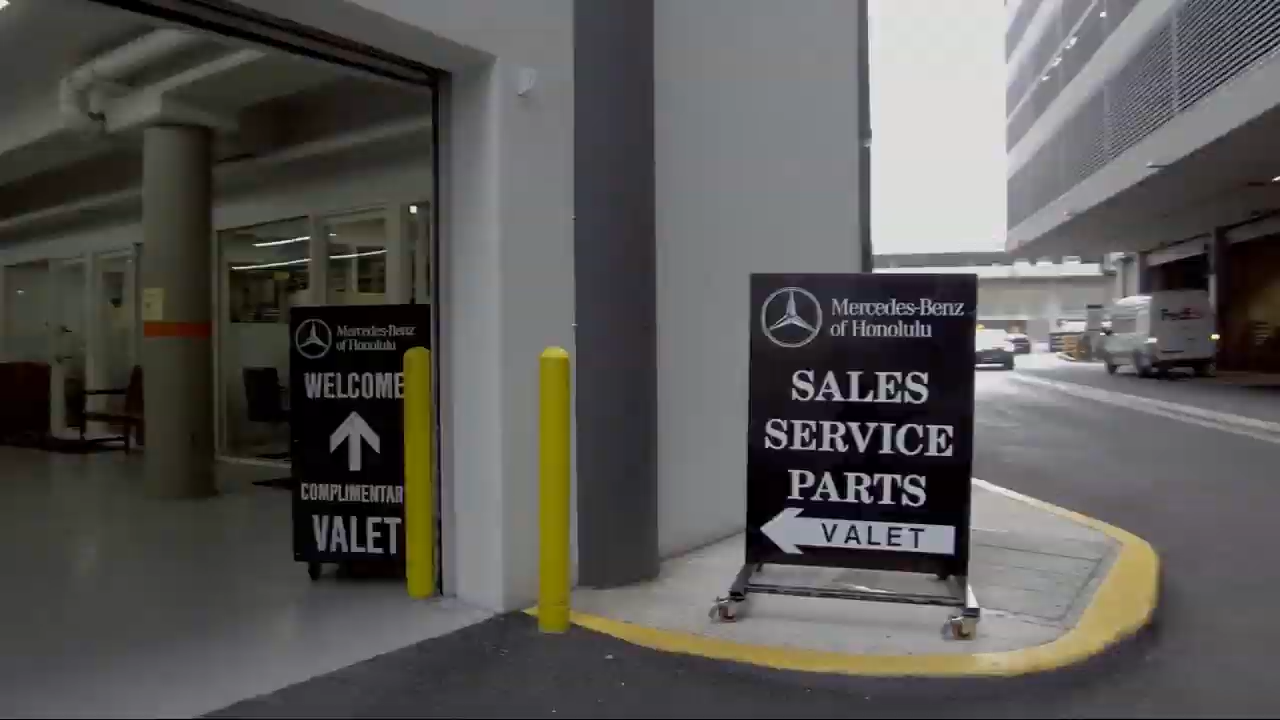 Mercedes-Benz
of Honolulu
WELCOME
COMPLIMENTAR
VALET
Mercedes-Benz
of Honolulu
SALES
SERVICE
PARTS
VALET
FedEx